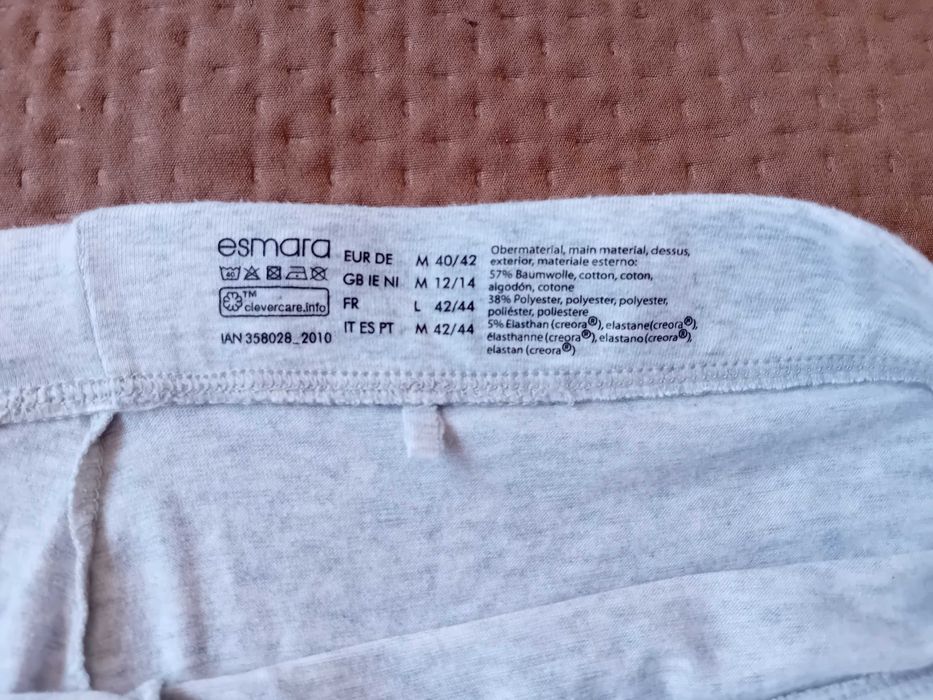 esmara
40
TM
clevercare.info
IAN 358028_2010
EUR DE M 40/42
GB IE NI M 12/14
FR L 42/44
IT ES PT M 42/44
Obermaterial, main material, dessus,
exterior, materiale esterno:
57% Baumwolle, cotton, coton,
algodón, cotone
38% Polyester, polyester, polyester,
poliéster, poliestere
5% Elasthan (creora®), elastane(creora®),
élasthanne (creora®), elastano (creora®),
elastan (creora®)